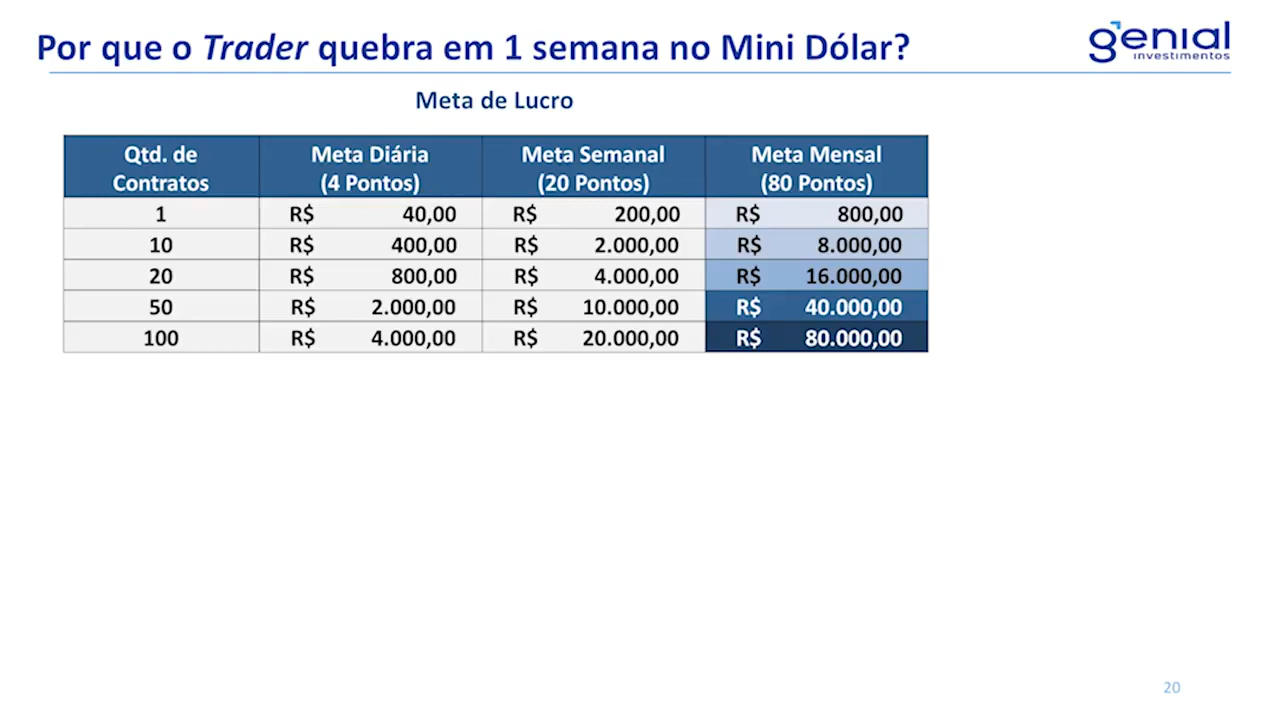 Por que o Trader quebra em 1 semana no Mini Dólar?
genial
investimentos
Meta de Lucro
Qtd. de Contratos Meta Diária (4 Pontos) Meta Semanal (20 Pontos) Meta Mensal (80 Pontos)
1 R$ 40,00 R$ 200,00 R$ 800,00
10 R$ 400,00 R$ 2.000,00 R$ 8.000,00
20 R$ 800,00 R$ 4.000,00 R$ 16.000,00
50 R$ 2.000,00 R$ 10.000,00 R$ 40.000,00
100 R$ 4.000,00 R$ 20.000,00 R$ 80.000,00
20